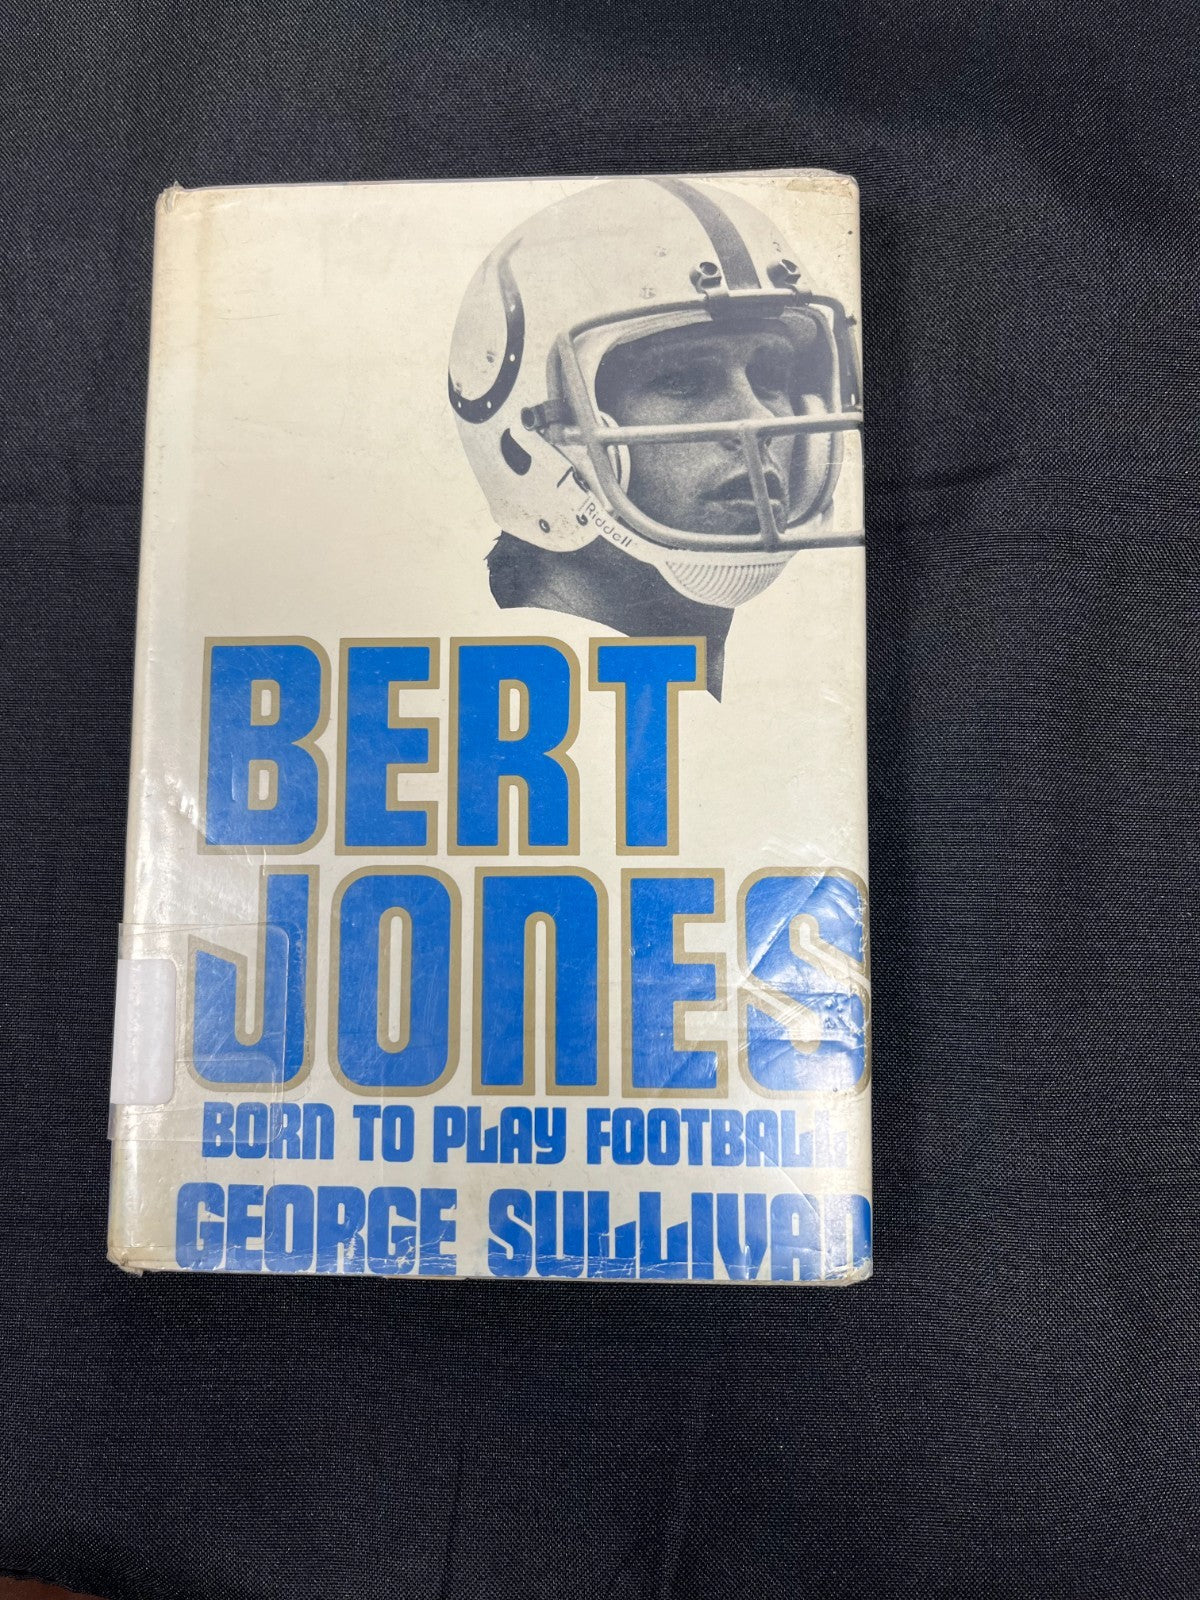 Riddell
BERT
JONES
BORN TO PLAY FOOTBALL
GEORGE SULLIVAN